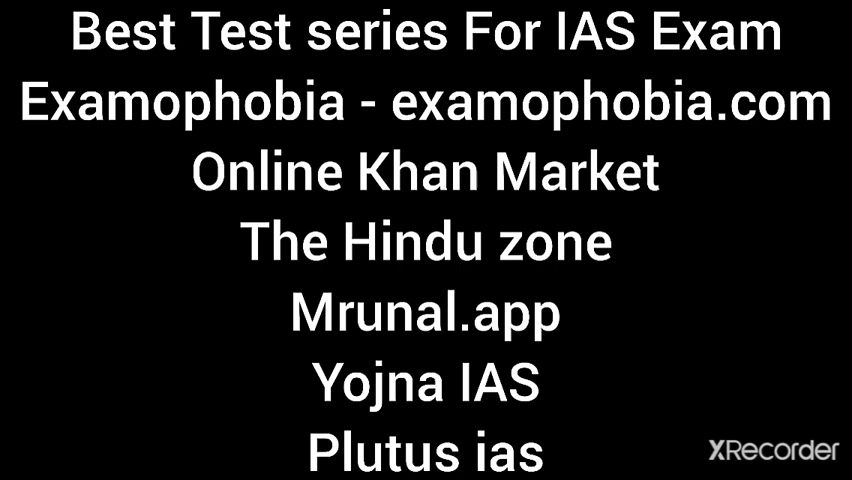 Best Test series For IAS Exam
Examophobia - examophobia.com
Online Khan Market
The Hindu zone
Mrunal.app
Yojna IAS
Plutus ias
XRecorder